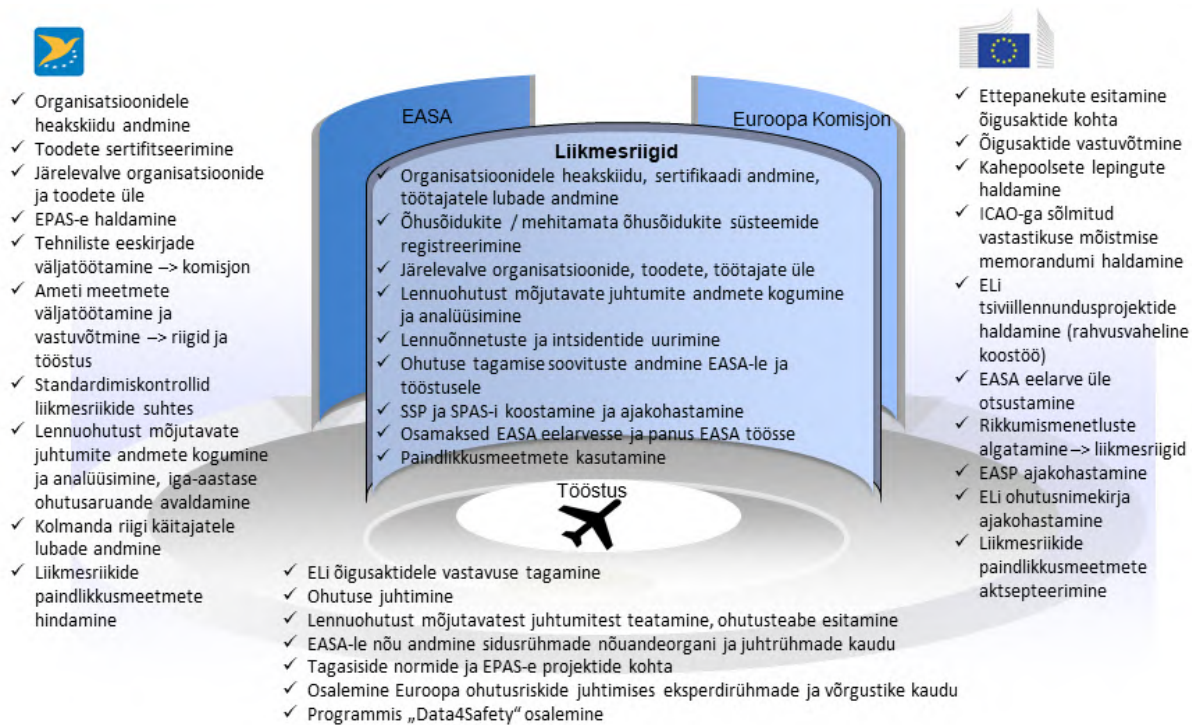 ✓ Organisatsioonidele
heakskiidu andmine
✓ Toodete sertifitseerimine
✓ Järelevalve organisatsioonide
ja toodete üle
✓ EPAS-e haldamine
✓ Tehniliste eeskirjade
väljatöötamine –> komisjon
✓ Ameti meetmete
väljatöötamine ja
vastuvõtmine –> riigid ja
tööstus
✓ Standardimiskontrollid
liikmesriikide suhtes
✓ Lennuohutust mõjutavate
juhtumite andmete kogumine
ja analüüsimine, iga-aastase
ohutusaruande avaldamine
✓ Kolmanda riigi käitajatele
lubade andmine
✓ Liikmesriikide
paindlikkusmeetmete
hindamine
EASA
Euroopa Komisjon
Liikmesriigid
✓ Organisatsioonidele heakskiidu, sertifikaadi andmine,
töötajatele lubade andmine
✓ Õhusõidukite / mehitamata õhusõidukite süsteemide
registreerimine
✓ Järelevalve organisatsioonide, toodete, töötajate üle
✓ Lennuohutust mõjutavate juhtumite andmete kogumine
ja analüüsimine
✓ Lennuõnnetuste ja intsidentide uurimine
✓ Ohutuse tagamise soovituste andmine EASA-le ja
tööstusele
✓ SSP ja SPAS-i koostamine ja ajakohastamine
✓ Osamaksed EASA eelarvesse ja panus EASA töösse
✓ Paindlikkusmeetmete kasutamine
✓ Ettepanekute esitamine
õigusaktide kohta
✓ Õigusaktide vastuvõtmine
✓ Kahepoolsete lepingute
haldamine
✓ ICAO-ga sõlmitud
vastastikuse mõistmise
memorandumi haldamine
✓ ELi
tsiviillennundusprojektide
haldamine (rahvusvaheline
koostöö)
✓ EASA eelarve üle
otsustamine
✓ Rikkumismenetluste
algatamine –> liikmesriigid
✓ EASP ajakohastamine
✓ ELi ohutusnimekirja
ajakohastamine
✓ Liikmesriikide
paindlikkusmeetmete
aktsepteerimine
Tööstus
✓ ELi õigusaktidele vastavuse tagamine
✓ Ohutuse juhtimine
✓ Lennuohutust mõjutavatest juhtumitest teatamine, ohutusteabe esitamine
✓ EASA-le nõu andmine sidusrühmade nõuandeorgani ja juhtrühmade kaudu
✓ Tagasiside normide ja EPAS-e projektide kohta
✓ Osalemine Euroopa ohutusriskide juhtimises eksperdirühmade ja võrgustike kaudu
✓ Programmis „Data4Safety“ osalemine